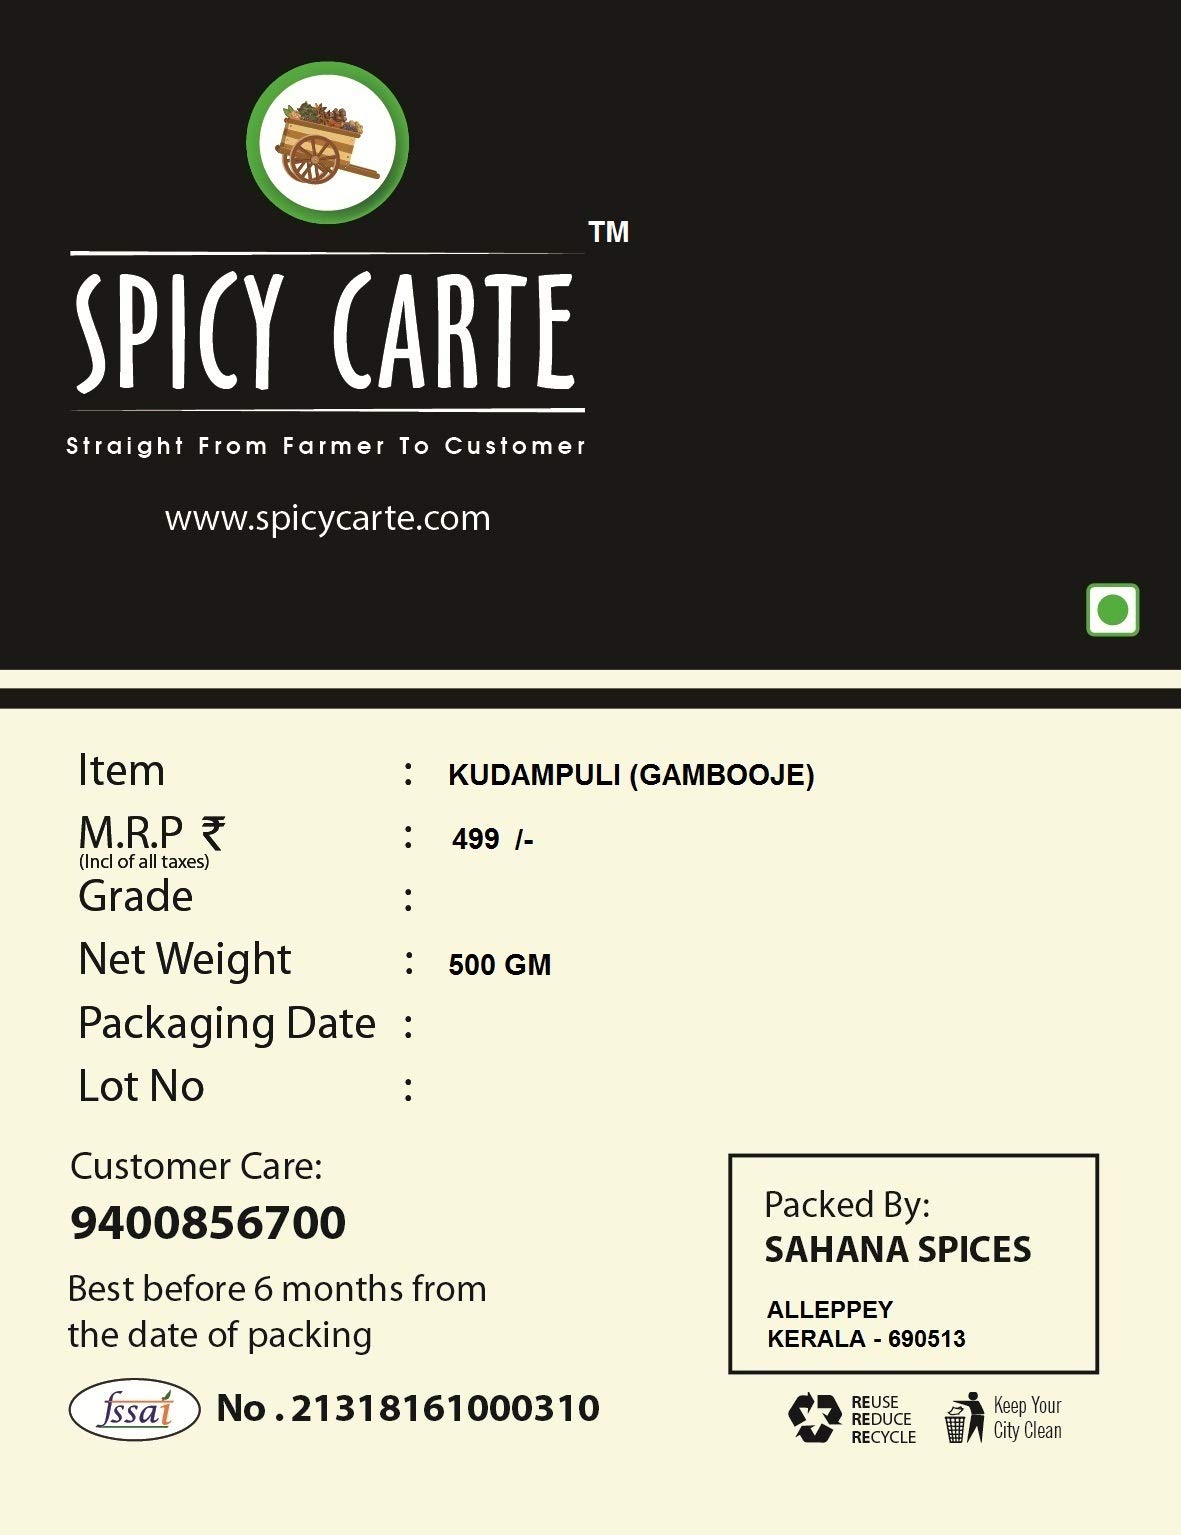 TM
SPICY CARTE
Straight From Farmer To Customer
www.spicycarte.com
Item : KUDAMPULI (GAMBOOJE)
M.R.P ₹ : 499 /-
(Incl of all taxes)
Grade :
Net Weight : 500 GM
Packaging Date :
Lot No :
Customer Care:
9400856700
Best before 6 months from
the date of packing
fssai No . 21318161000310
Packed By:
SAHANA SPICES
ALLEPPEY
KERALA - 690513
REUSE
REDUCE
RECYCLE
Keep Your
City Clean